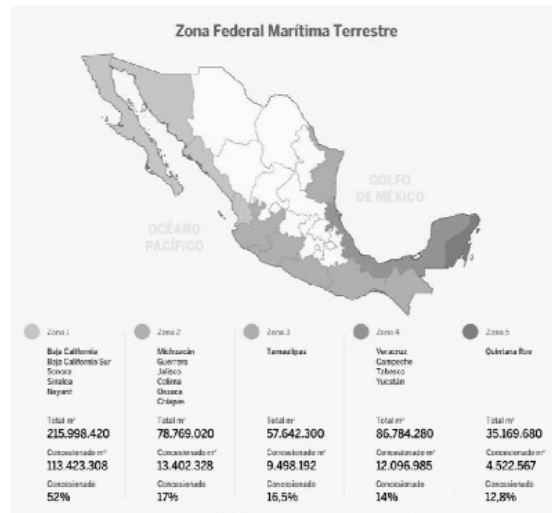 Zona Federal Marítima Terrestre
GOLFO
DE MÉXICO
OCÉANO
PACÍFICO
Zona 1
Baja California
Baja California Sur
Sonora
Sinaloa
Nayarit
Total m²
215.998.420
Concesionado m²
113.423.308
Concesionado
52%
Zona 2
Michoacán
Guerrero
Jalisco
Colima
Oaxaca
Chiapas
Total m²
78.769.020
Concesionado m²
13.402.328
Concesionado
17%
Zona 3
Tamaulipas
Total m²
57.642.300
Concesionado m²
9.498.192
Concesionado
16,5%
Zona 4
Veracruz
Campeche
Tabasco
Yucatán
Total m²
86.784.280
Concesionado m²
12.096.985
Concesionado
14%
Zona 5
Quintana Roo
Total m²
35.169.680
Concesionado m²
4.522.567
Concesionado
12,8%